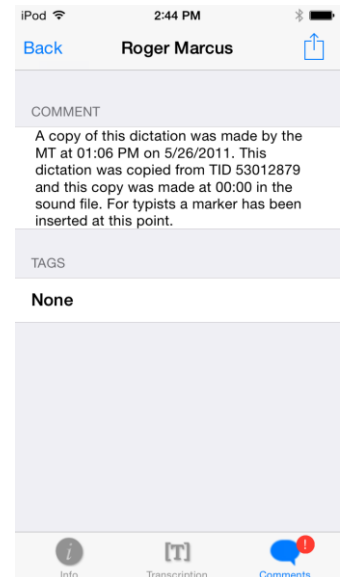 iPod 2:44 PM
Back Roger Marcus
COMMENT
A copy of this dictation was made by the
MT at 01:06 PM on 5/26/2011. This
dictation was copied from TID 53012879
and this copy was made at 00:00 in the
sound file. For typists a marker has been
inserted at this point.
TAGS
None
i [T] !
Info Transcription Comments